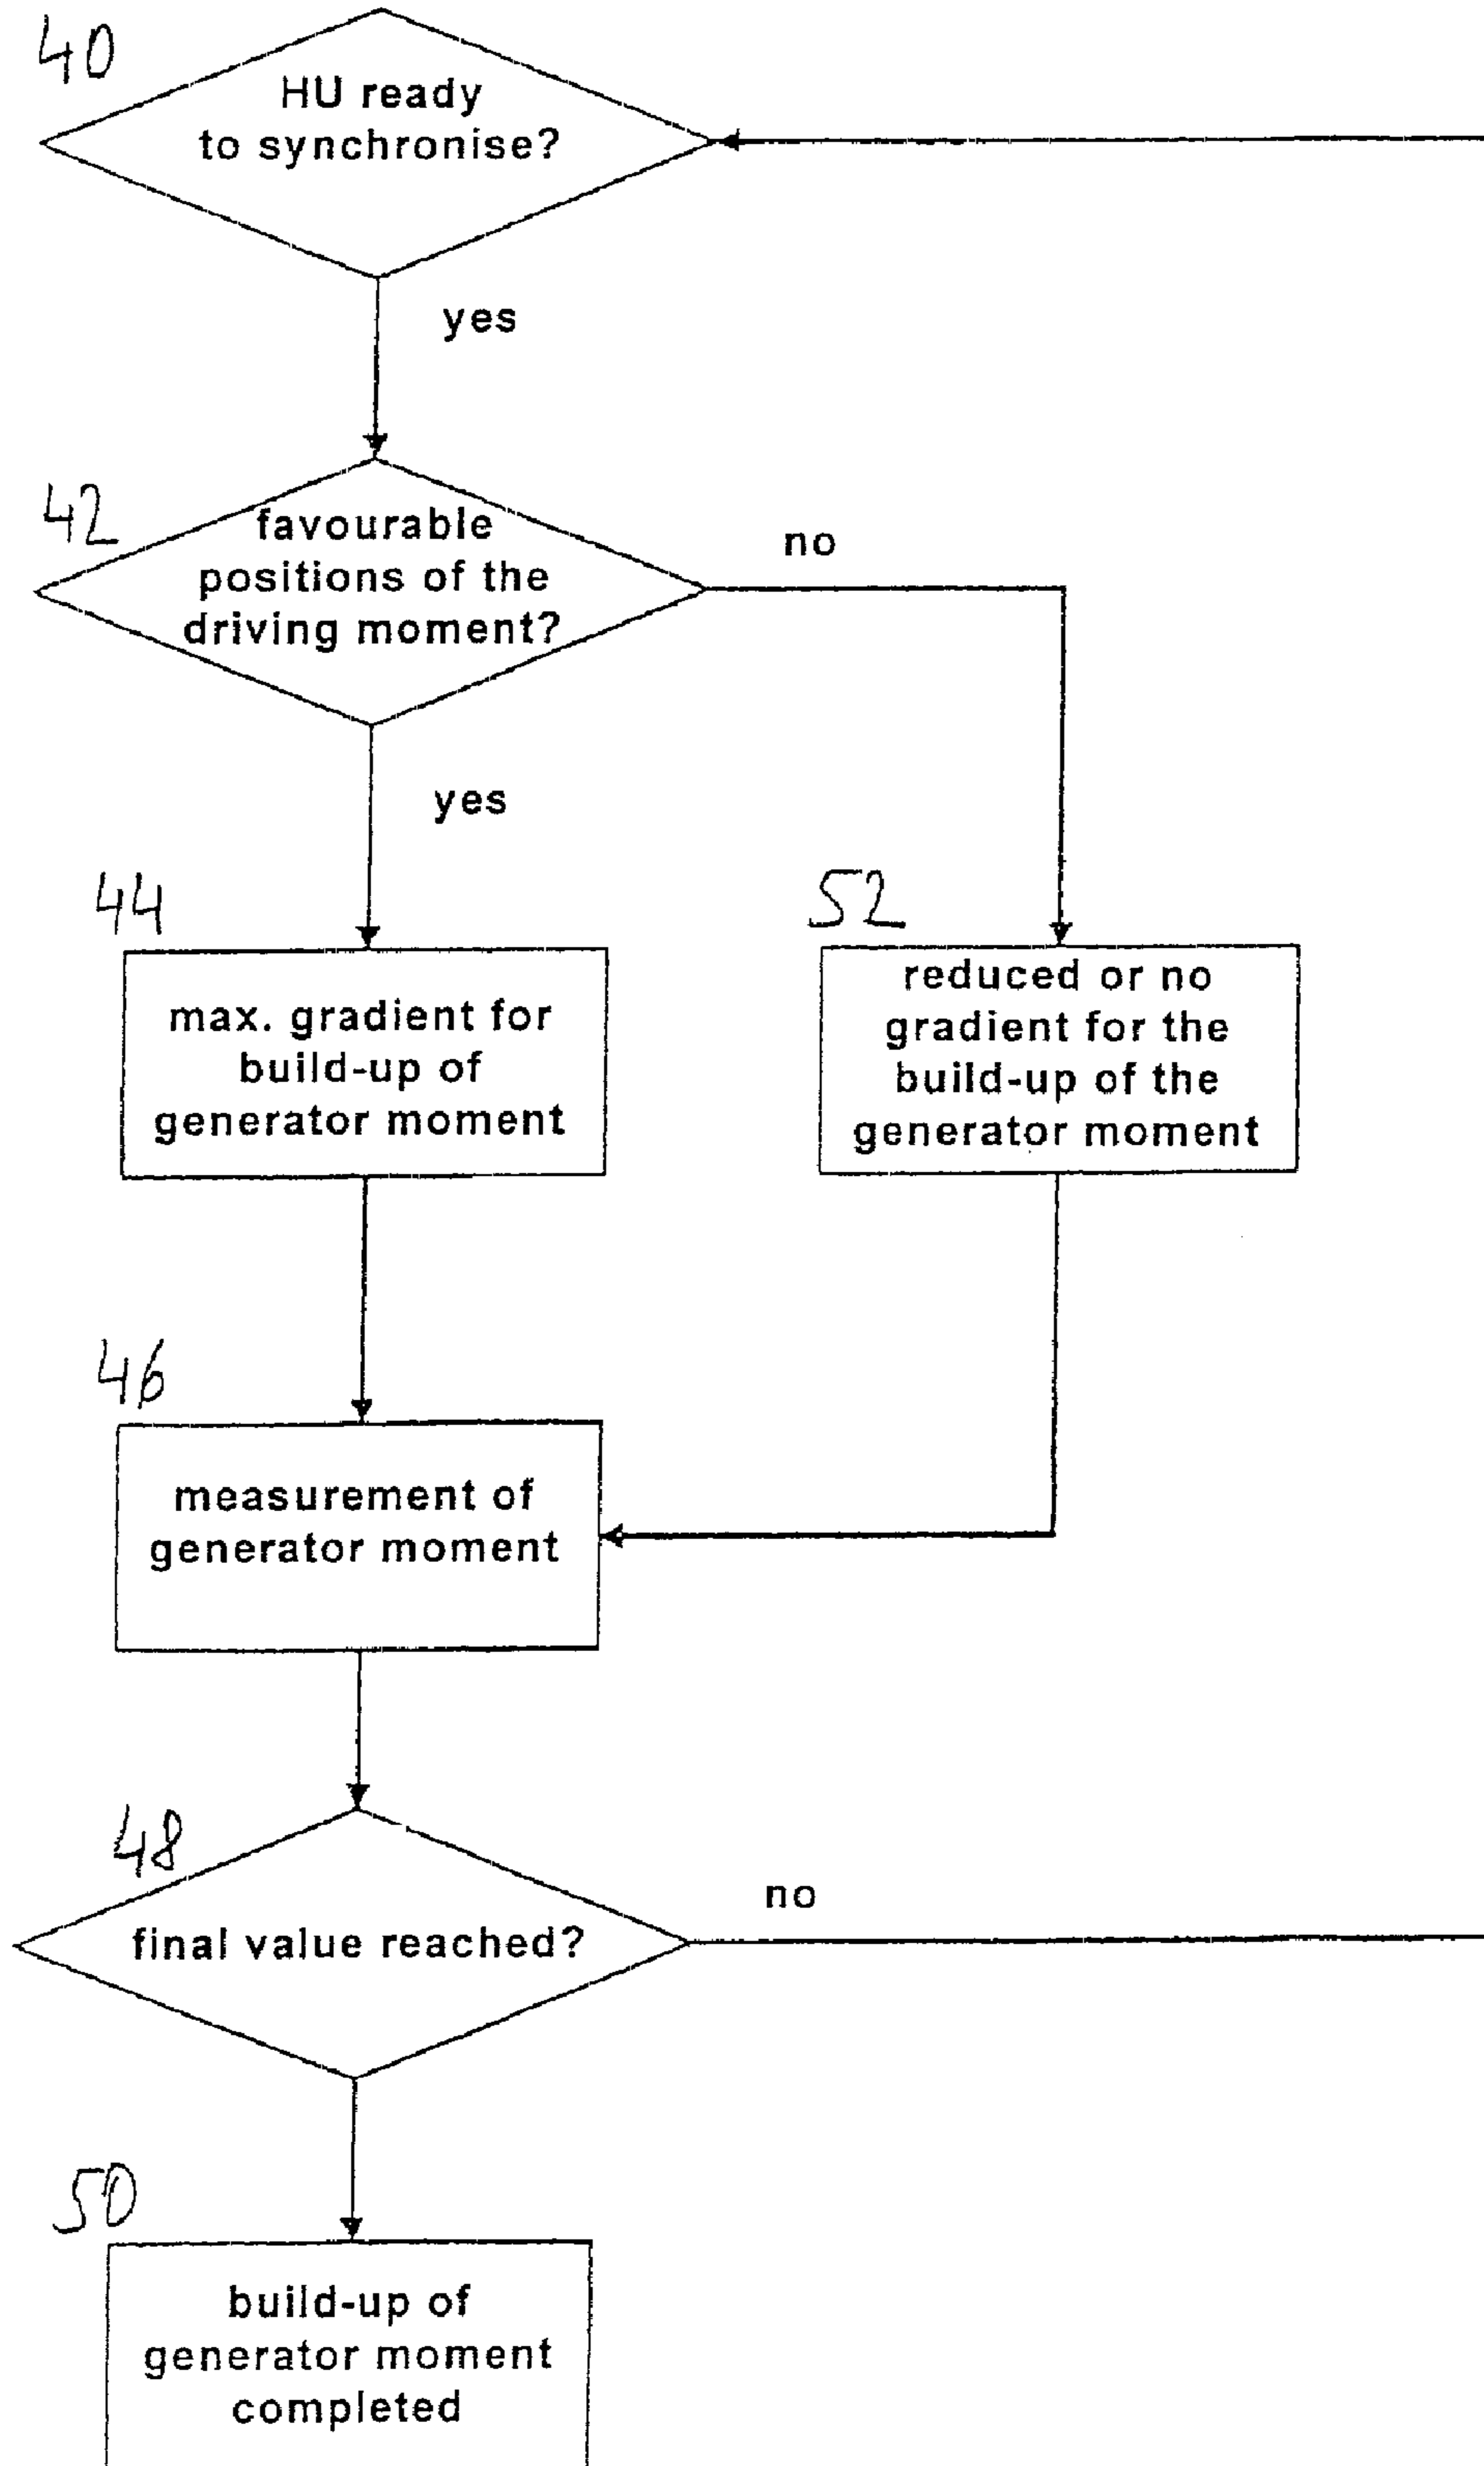 40
HU ready
to synchronise?
yes
42
favourable
positions of the
driving moment?
no
yes
44
max. gradient for
build-up of
generator moment
52
reduced or no
gradient for the
build-up of the
generator moment
46
measurement of
generator moment
48
final value reached?
no
50
build-up of
generator moment
completed